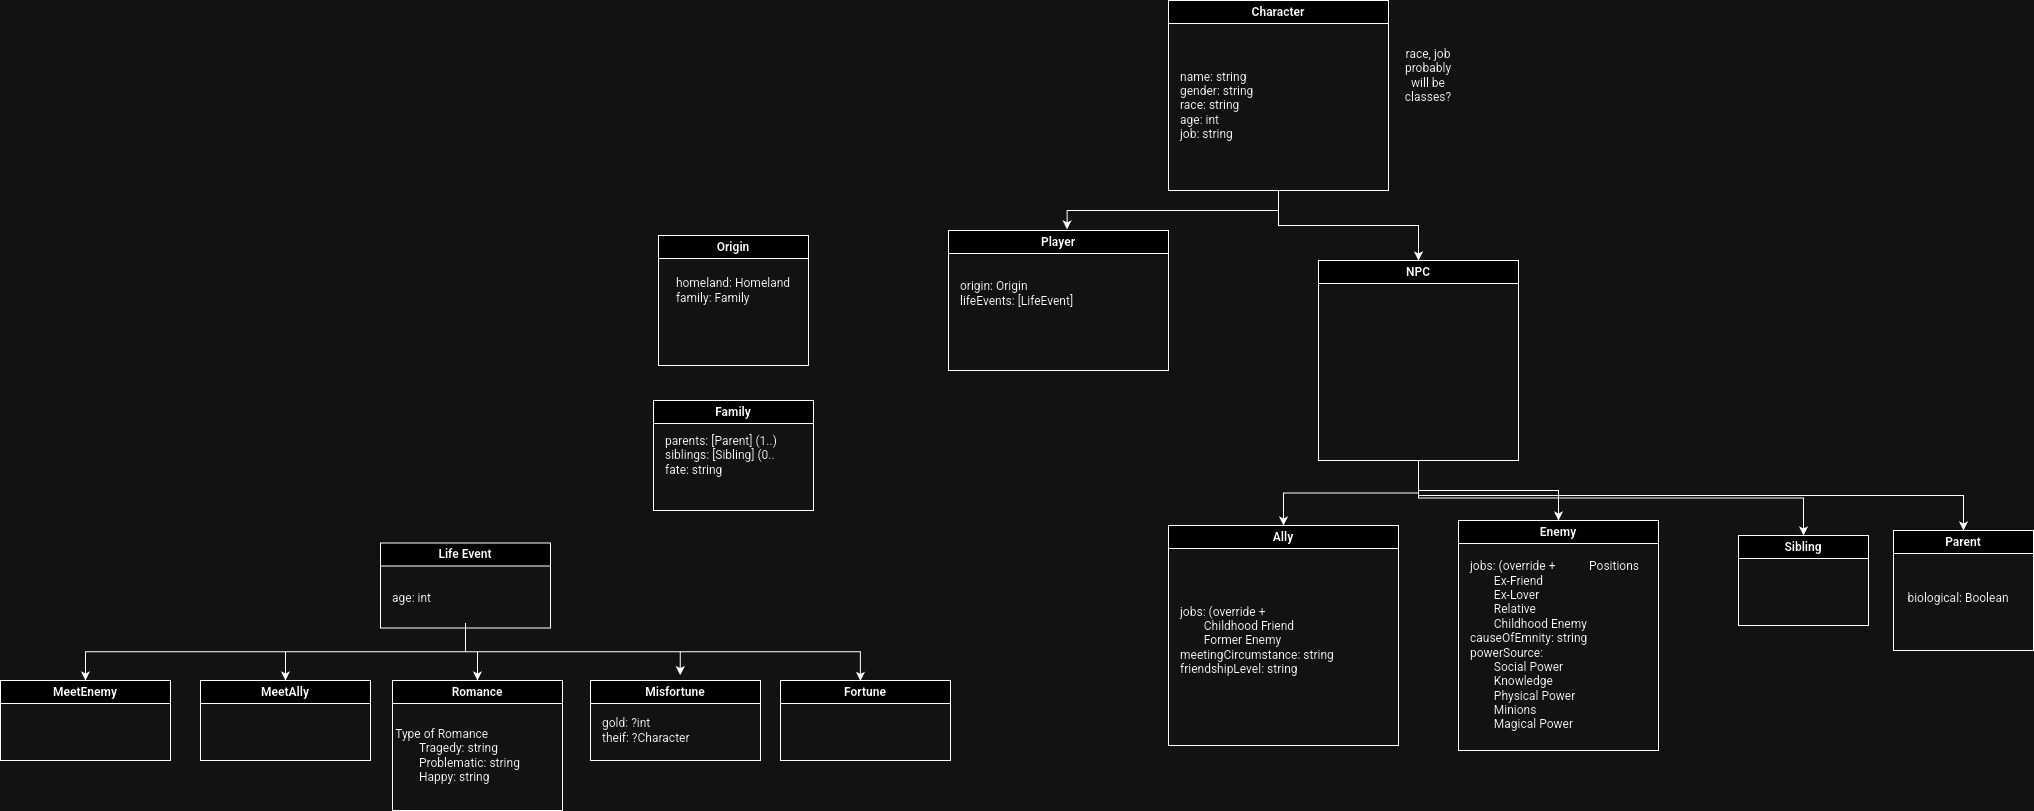 Character
name: string
gender: string
race: string
age: int
job: string
race, job
probably
will be
classes?
Origin
homeland: Homeland
family: Family
Player
origin: Origin
lifeEvents: [LifeEvent]
NPC
Family
parents: [Parent] (1..)
siblings: [Sibling] (0..
fate: string
Life Event
age: int
MeetEnemy
MeetAlly
Romance
Type of Romance
Tragedy: string
Problematic: string
Happy: string
Misfortune
gold: ?int
theif: ?Character
Fortune
Ally
jobs: (override +
Childhood Friend
Former Enemy
meetingCircumstance: string
friendshipLevel: string
Enemy
jobs: (override + Positions
Ex-Friend
Ex-Lover
Relative
Childhood Enemy
causeOfEmnity: string
powerSource:
Social Power
Knowledge
Physical Power
Minions
Magical Power
Sibling
Parent
biological: Boolean